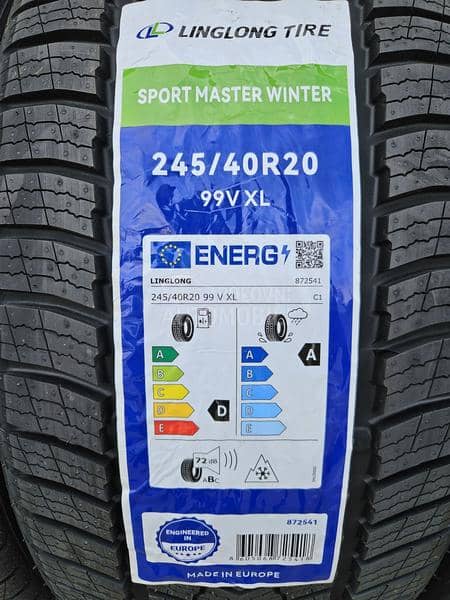 LINGLONG TIRE
SPORT MASTER WINTER
245/40R20
99V XL
ENERG
LINGLONG 872541
245/40R20 99 V XL C1
A A
B B
C C
D D
E E
D
A
72 dB
ABC
872541
ENGINEERED
IN
EUROPE
MADE IN EUROPE